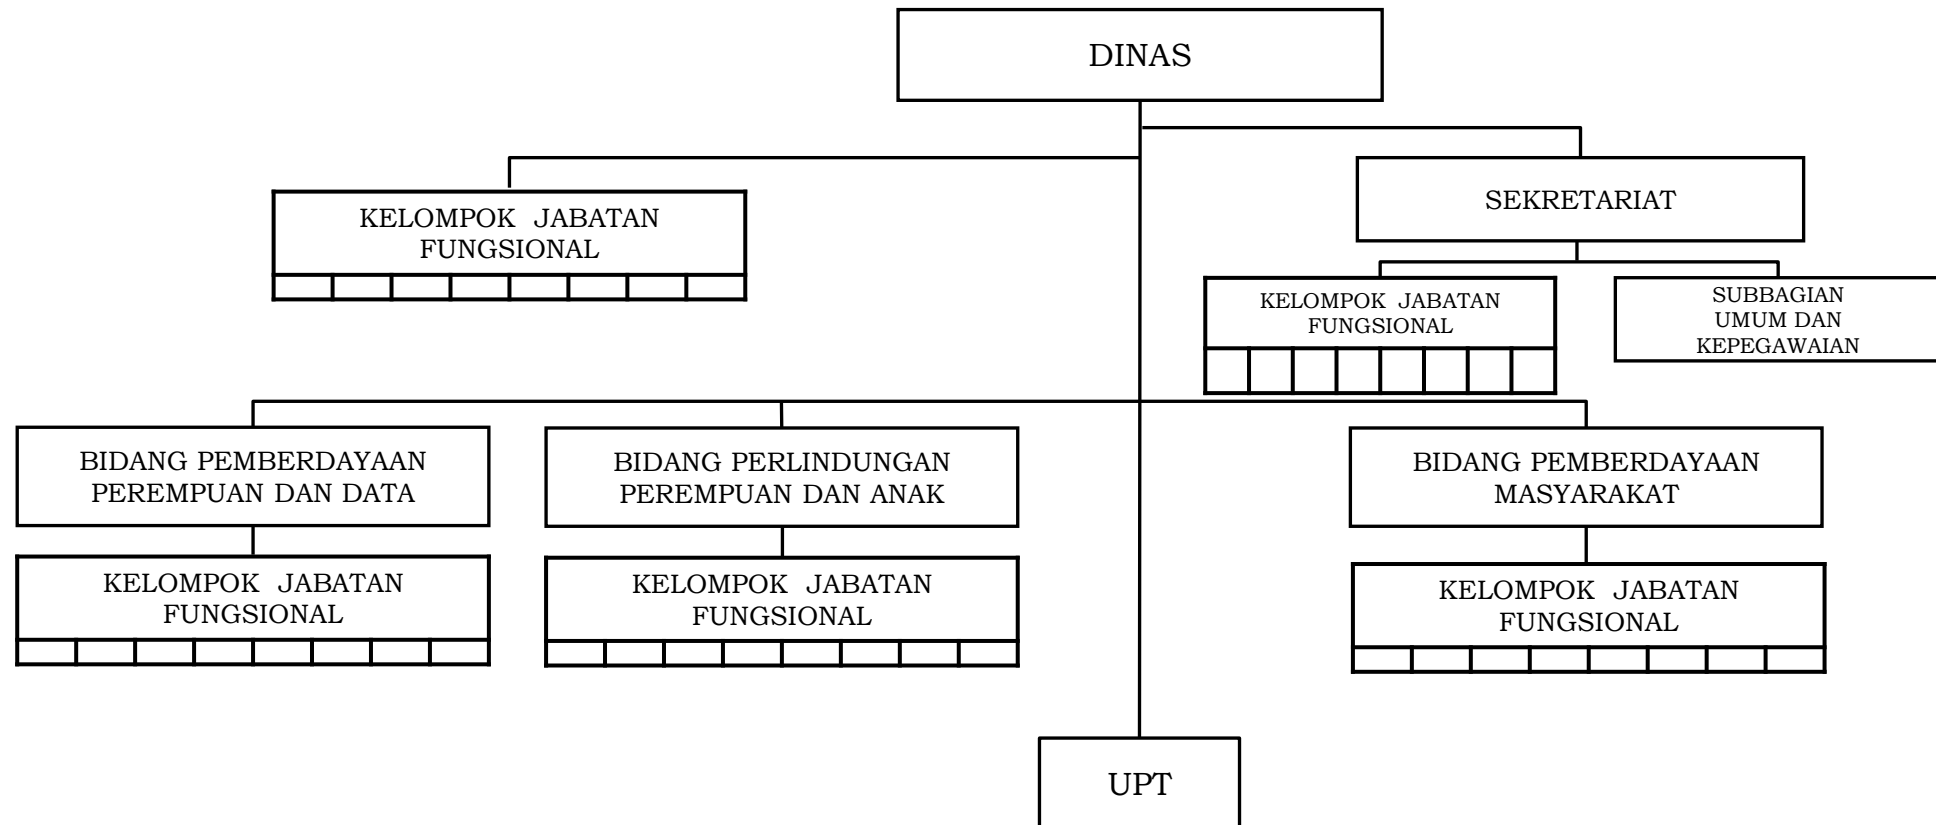 DINAS
SEKRETARIAT
KELOMPOK JABATAN
FUNGSIONAL
KELOMPOK JABATAN
FUNGSIONAL
SUBBAGIAN
UMUM DAN
KEPEGAWAIAN
BIDANG PEMBERDAYAAN
PEREMPUAN DAN DATA
BIDANG PERLINDUNGAN
PEREMPUAN DAN ANAK
BIDANG PEMBERDAYAAN
MASYARAKAT
KELOMPOK JABATAN
FUNGSIONAL
KELOMPOK JABATAN
FUNGSIONAL
KELOMPOK JABATAN
FUNGSIONAL
UPT